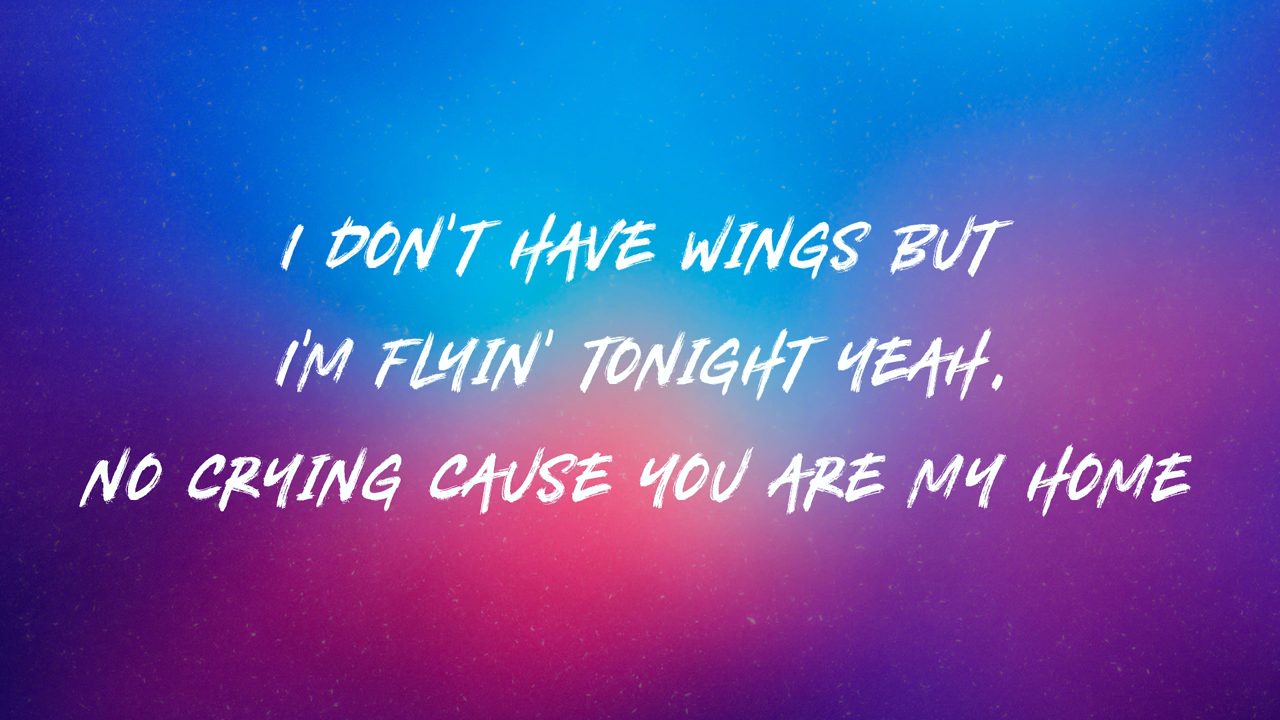 I DON'T HAVE WINGS BUT
I'M FLYIN' TONIGHT YEAH.
NO CRYING CAUSE YOU ARE MY HOME